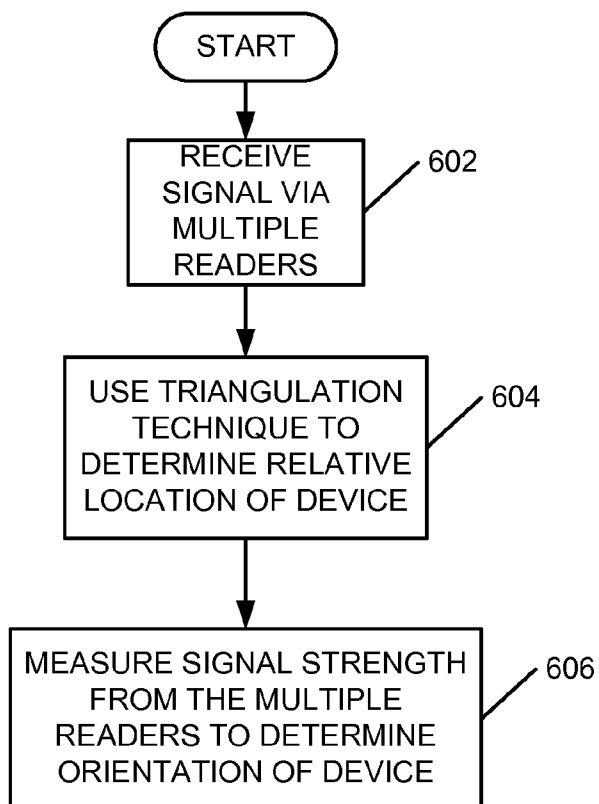 START
RECEIVE
SIGNAL VIA
MULTIPLE
READERS
602
USE TRIANGULATION
TECHNIQUE TO
DETERMINE RELATIVE
LOCATION OF DEVICE
604
MEASURE SIGNAL STRENGTH
FROM THE MULTIPLE
READERS TO DETERMINE
ORIENTATION OF DEVICE
606